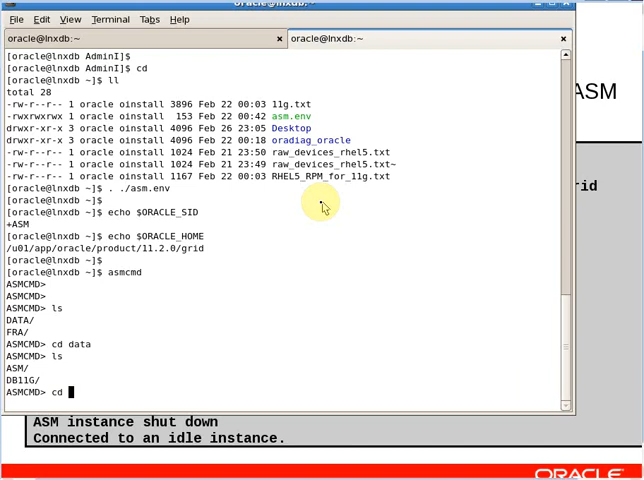 oracle@lnxdb:~
File Edit View Terminal Tabs Help
oracle@lnxdb:~ × oracle@lnxdb:~ ×
[oracle@lnxdb AdminI]$
[oracle@lnxdb AdminI]$ cd
[oracle@lnxdb ~]$ ll
total 28
-rw-r--r-- 1 oracle oinstall 3896 Feb 22 00:03 11g.txt
-rwxrwxrwx 1 oracle oinstall  153 Feb 22 00:42 asm.env
drwxr-xr-x 3 oracle oinstall 4096 Feb 26 23:05 Desktop
drwxr-xr-x 3 oracle oinstall 4096 Feb 22 00:18 oradiag_oracle
-rw-r--r-- 1 oracle oinstall 1024 Feb 21 23:50 raw_devices_rhel5.txt
-rw-r--r-- 1 oracle oinstall 1024 Feb 21 23:49 raw_devices_rhel5.txt~
-rw-r--r-- 1 oracle oinstall 1167 Feb 22 00:03 RHEL5_RPM_for_11g.txt
[oracle@lnxdb ~]$ . ./asm.env
[oracle@lnxdb ~]$
[oracle@lnxdb ~]$ echo $ORACLE_SID
+ASM
[oracle@lnxdb ~]$ echo $ORACLE_HOME
/u01/app/oracle/product/11.2.0/grid
[oracle@lnxdb ~]$
[oracle@lnxdb ~]$ asmcmd
ASMCMD>
ASMCMD>
ASMCMD> ls
DATA/
FRA/
ASMCMD> cd data
ASMCMD> ls
ASM/
DB11G/
ASMCMD> cd
ASM
rid
ASM instance shut down
Connected to an idle instance.
ORACLE